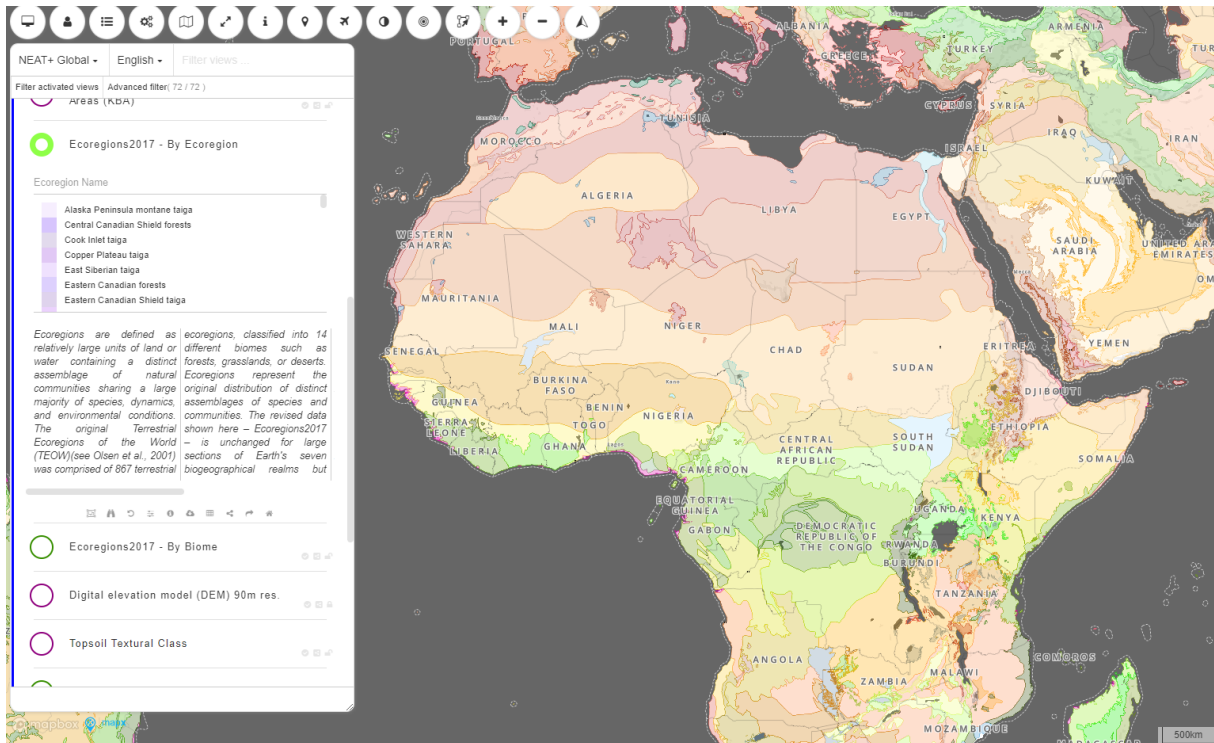 NEAT+ Global
English
Filter views ...
Filter activated views
Advanced filter( 72 / 72 )
Areas (KBA)
Ecoregions2017 - By Ecoregion
Ecoregion Name
Alaska Peninsula montane taiga
Central Canadian Shield forests
Cook Inlet taiga
Copper Plateau taiga
East Siberian taiga
Eastern Canadian forests
Eastern Canadian Shield taiga
Ecoregions are defined as
relatively large units of land or
water containing a distinct
assemblage of natural
communities sharing a large
majority of species, dynamics,
and environmental conditions.
The original Terrestrial
Ecoregions of the World
(TEOW)(see Olsen et al., 2001)
was comprised of 867 terrestrial
ecoregions, classified into 14
different biomes such as
forests, grasslands, or deserts.
Ecoregions represent the
original distribution of distinct
assemblages of species and
communities. The revised data
shown here – Ecoregions2017
– is unchanged for large
sections of Earth's seven
biogeographical realms but
Ecoregions2017 - By Biome
Digital elevation model (DEM) 90m res.
Topsoil Textural Class
mapbox
mapx
PORTUGAL
ALBANIA
GREECE
TURKEY
ARMENIA
CYPRUS
SYRIA
IRAQ
IRAN
ISRAEL
KUWAIT
TUNISIA
MOROCCO
ALGERIA
LIBYA
EGYPT
WESTERN
SAHARA
SAUDI
ARABIA
UNITED ARA
EMIRATES
OM
MAURITANIA
MALI
NIGER
CHAD
SUDAN
ERITREA
YEMEN
SENEGAL
BURKINA
FASO
DJIBOUTI
GUINEA
BENIN
NIGERIA
Kano
ETHIOPIA
SIERRA
LEONE
TOGO
LIBERIA
GHANA
Lagos
CENTRAL
AFRICAN
REPUBLIC
SOUTH
SUDAN
SOMALIA
CAMEROON
EQUATORIAL
GUINEA
GABON
DEMOCRATIC
REPUBLIC OF
THE CONGO
UGANDA
KENYA
RWANDA
BURUNDI
TANZANIA
COMOROS
ANGOLA
ZAMBIA
MALAWI
MOZAMBIQUE
MADAGASCAR
500km